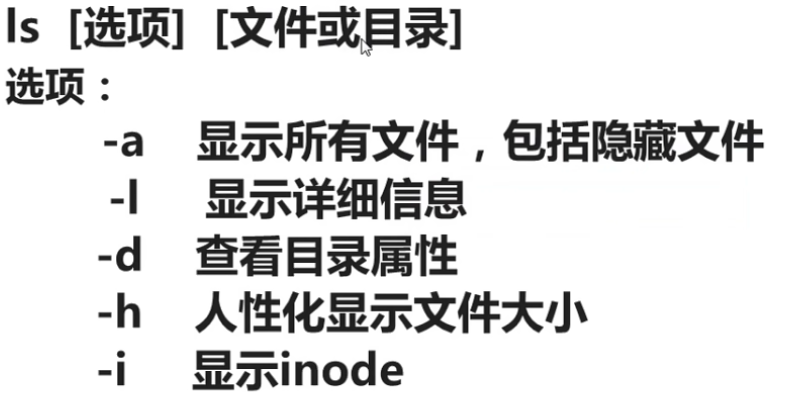 ls [选项] [文件或目录]
选项：
-a 显示所有文件，包括隐藏文件
-l 显示详细信息
-d 查看目录属性
-h 人性化显示文件大小
-i 显示inode